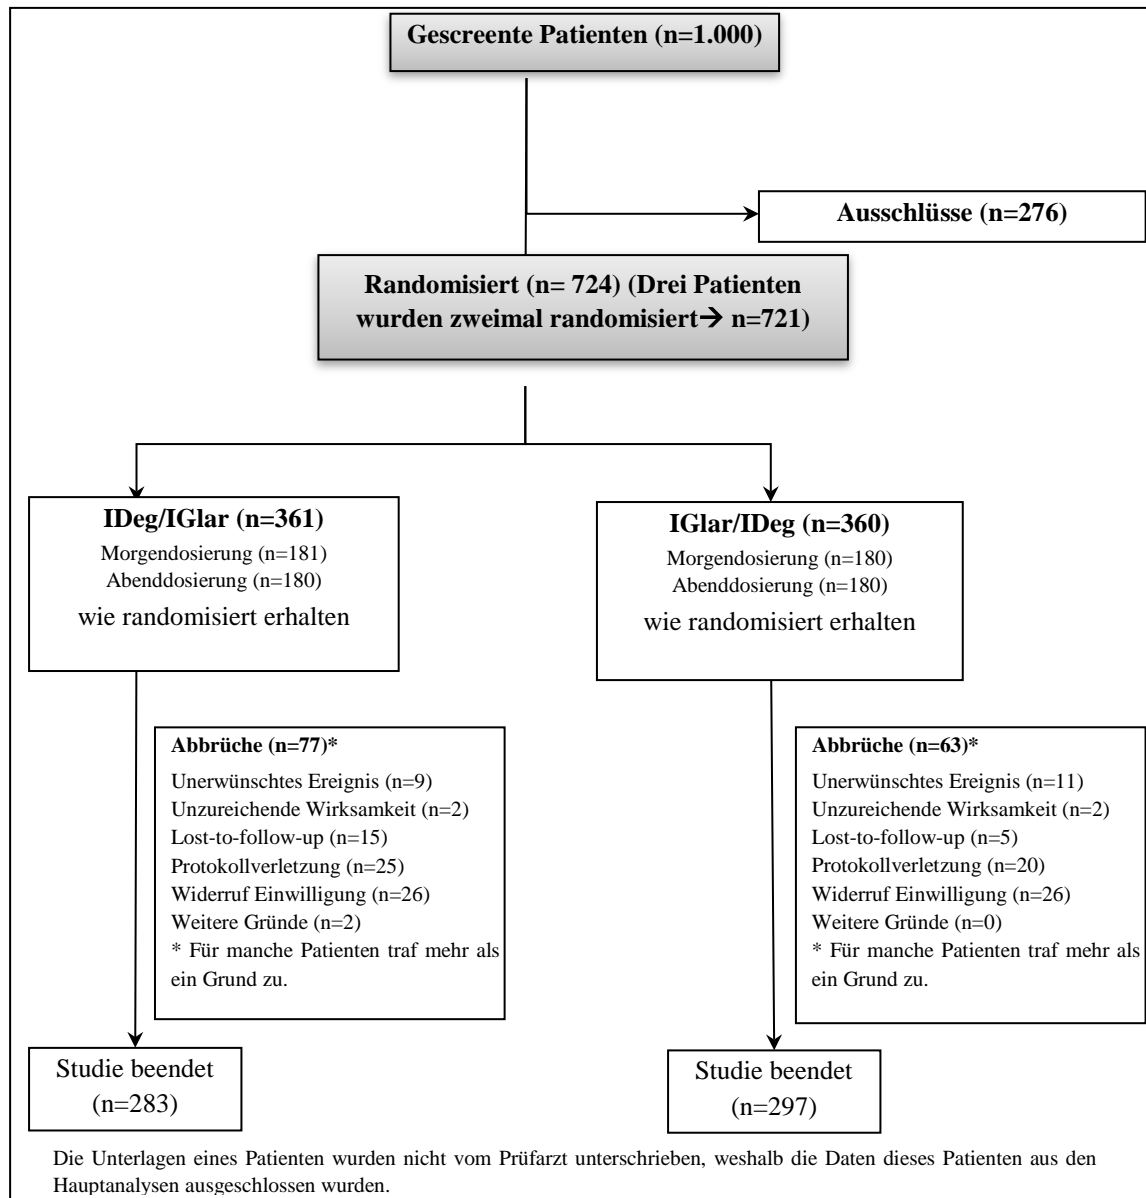 Gescreente Patienten (n=1.000)
Ausschlüsse (n=276)
Randomisiert (n= 724) (Drei Patienten
wurden zweimal randomisiert→ n=721)
IDeg/IGlar (n=361)
Morgendosierung (n=181)
Abenddosierung (n=180)
wie randomisiert erhalten
IGlar/IDeg (n=360)
Morgendosierung (n=180)
Abenddosierung (n=180)
wie randomisiert erhalten
Abbrüche (n=77)*
Unerwünschtes Ereignis (n=9)
Unzureichende Wirksamkeit (n=2)
Lost-to-follow-up (n=15)
Protokollverletzung (n=25)
Widerruf Einwilligung (n=26)
Weitere Gründe (n=2)
* Für manche Patienten traf mehr als
ein Grund zu.
Abbrüche (n=63)*
Unerwünschtes Ereignis (n=11)
Unzureichende Wirksamkeit (n=2)
Lost-to-follow-up (n=5)
Protokollverletzung (n=20)
Widerruf Einwilligung (n=26)
Weitere Gründe (n=0)
* Für manche Patienten traf mehr als
ein Grund zu.
Studie beendet
(n=283)
Studie beendet
(n=297)
Die Unterlagen eines Patienten wurden nicht vom Prüfarzt unterschrieben, weshalb die Daten dieses Patienten aus den
Hauptanalysen ausgeschlossen wurden.